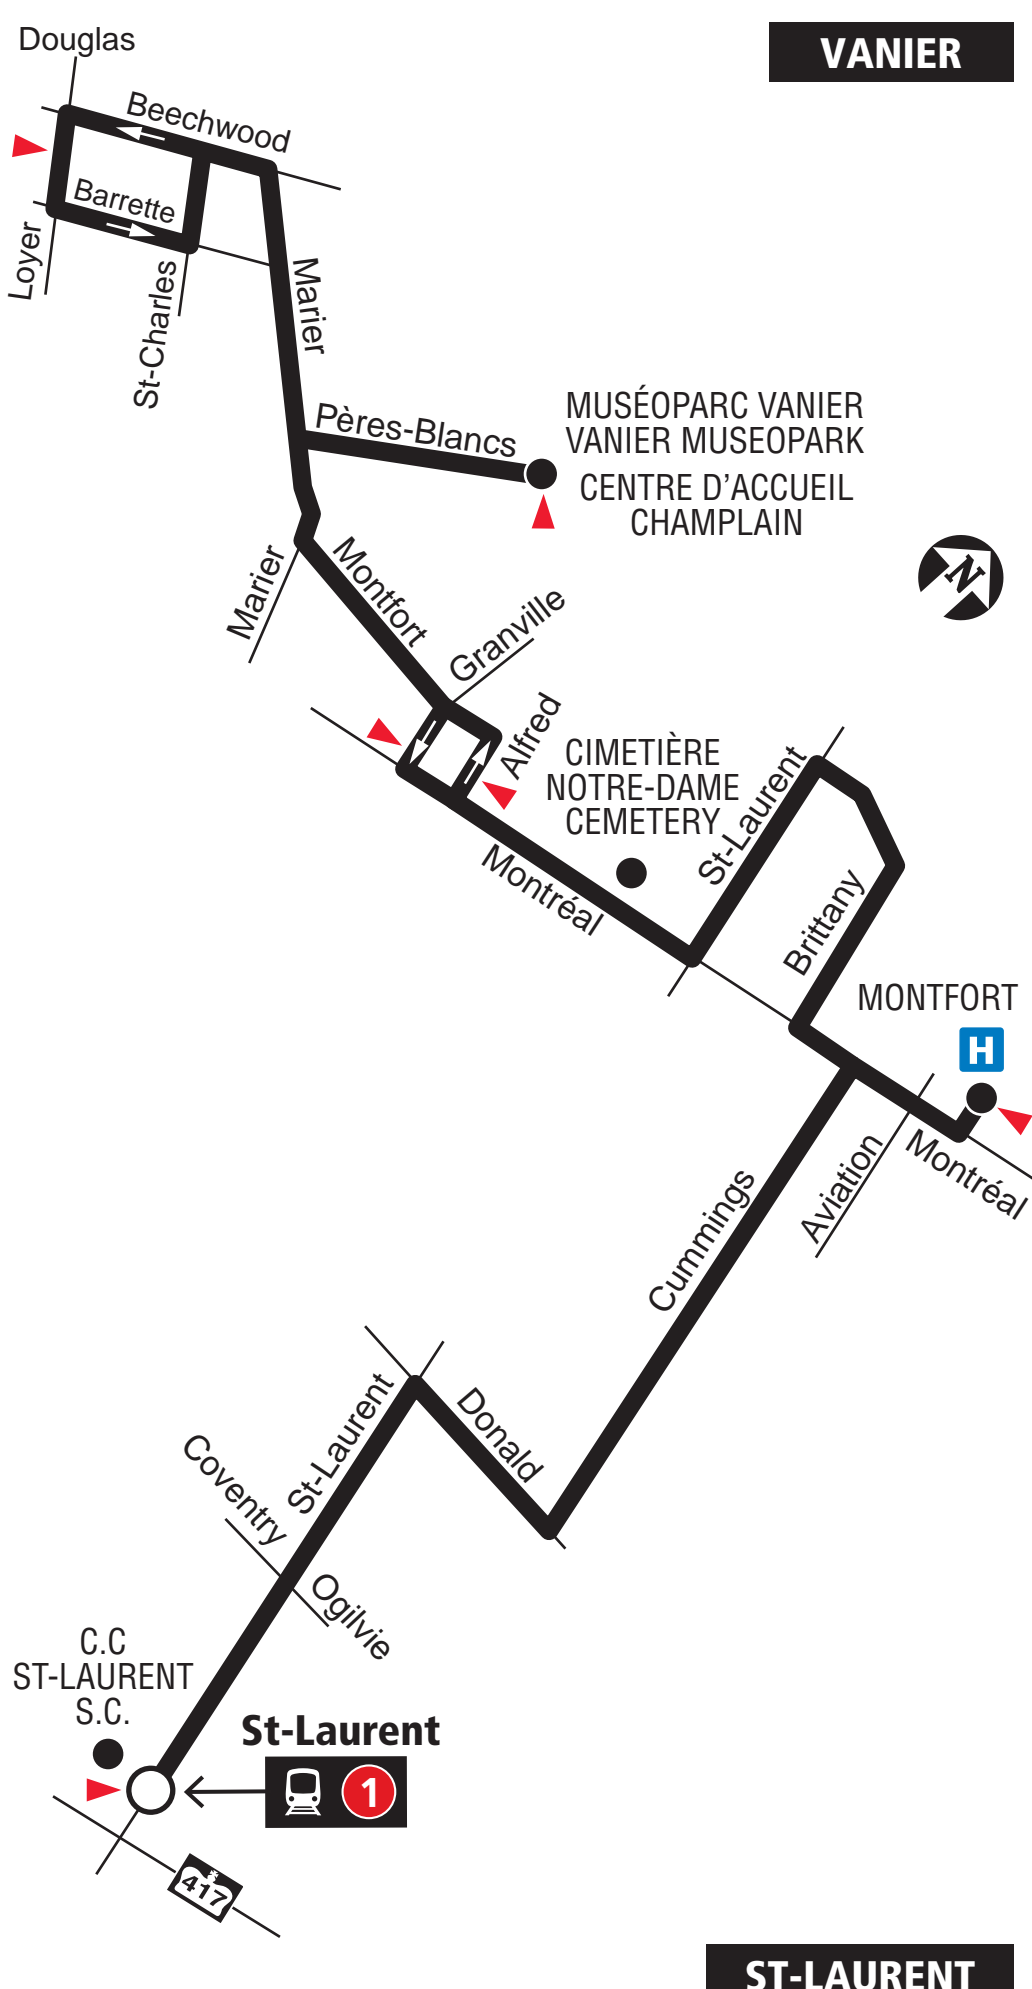 Douglas
VANIER
Beechwood
Barrette
Loyer
St-Charles
Marier
Pères-Blancs
MUSÉOPARC VANIER
VANIER MUSEOPARK
CENTRE D'ACCUEIL
CHAMPLAIN
N
Marier
Montfort
Granville
Alfred
CIMETIÈRE
NOTRE-DAME
CEMETERY
St-Laurent
Montréal
Brittany
MONTFORT
H
Aviation
Montréal
Cummings
Donald
St-Laurent
Coventry
Ogilvie
C.C
ST-LAURENT
S.C.
St-Laurent
1
417
ST-LAURENT